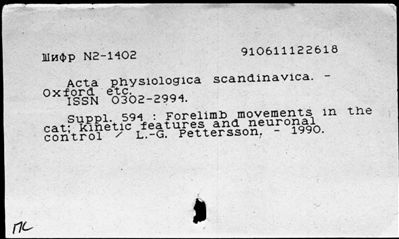 Шифр N2-1402 910611122618
Acta physiologica scandinavica. -
Oxford etc.
ISSN 0302-2994.
Suppl. 594 : Forelimb movements in the
cat: Kinetic features and neuronal
control / L.-G. Pettersson. - 1990.
ПС